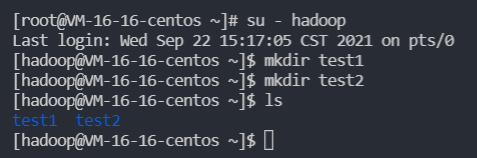 [root@VM-16-16-centos ~]# su - hadoop
Last login: Wed Sep 22 15:17:05 CST 2021 on pts/0
[hadoop@VM-16-16-centos ~]$ mkdir test1
[hadoop@VM-16-16-centos ~]$ mkdir test2
[hadoop@VM-16-16-centos ~]$ ls
test1  test2
[hadoop@VM-16-16-centos ~]$